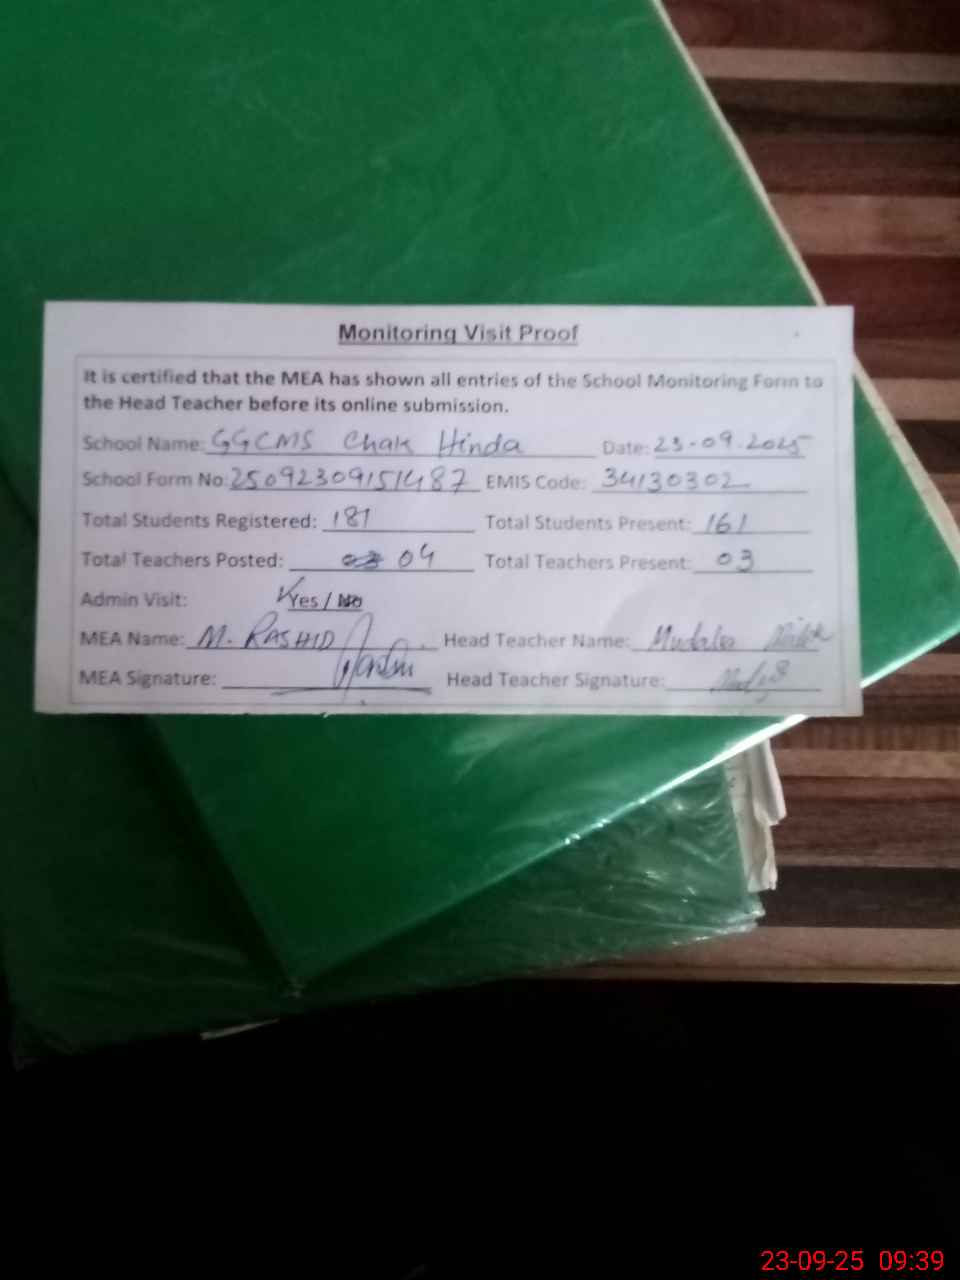 Monitoring Visit Proof
It is certified that the MEA has shown all entries of the School Monitoring Form to
the Head Teacher before its online submission.
School Name: GGCMS Chak Hinda Date: 23-09-2025
School Form No: 25092309151487 EMIS Code: 34130302
Total Students Registered: 187 Total Students Present: 161
Total Teachers Posted: 04 Total Teachers Present: 03
Admin Visit: Yes / No
MEA Name: M. RASHID Head Teacher Name:
MEA Signature: Head Teacher Signature:
23-09-25 09:39